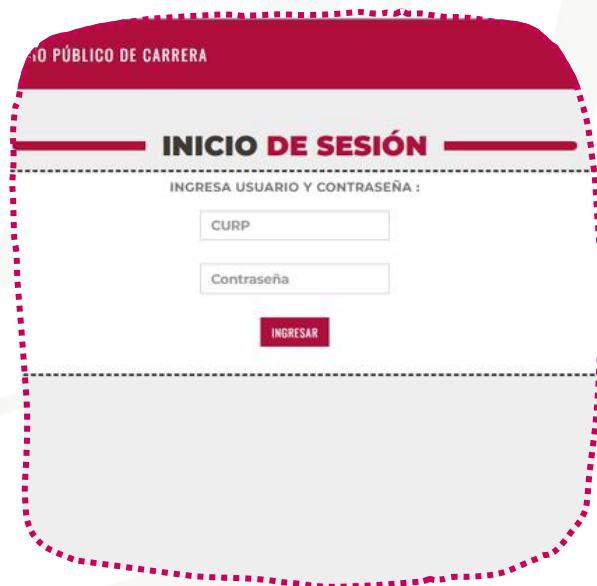 PÚBLICO DE CARRERA
INICIO DE SESIÓN
INGRESA USUARIO Y CONTRASEÑA :
CURP
Contraseña
INGRESAR